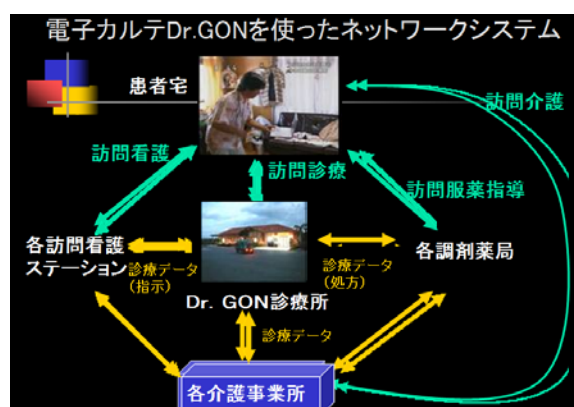 電子カルテDr.GONを使ったネットワークシステム
患者宅
訪問介護
訪問看護
訪問診療
訪問服薬指導
各訪問看護
ステーション
診療データ
(指示)
診療データ
(処方)
各調剤薬局
Dr. GON診療所
診療データ
各介護事業所